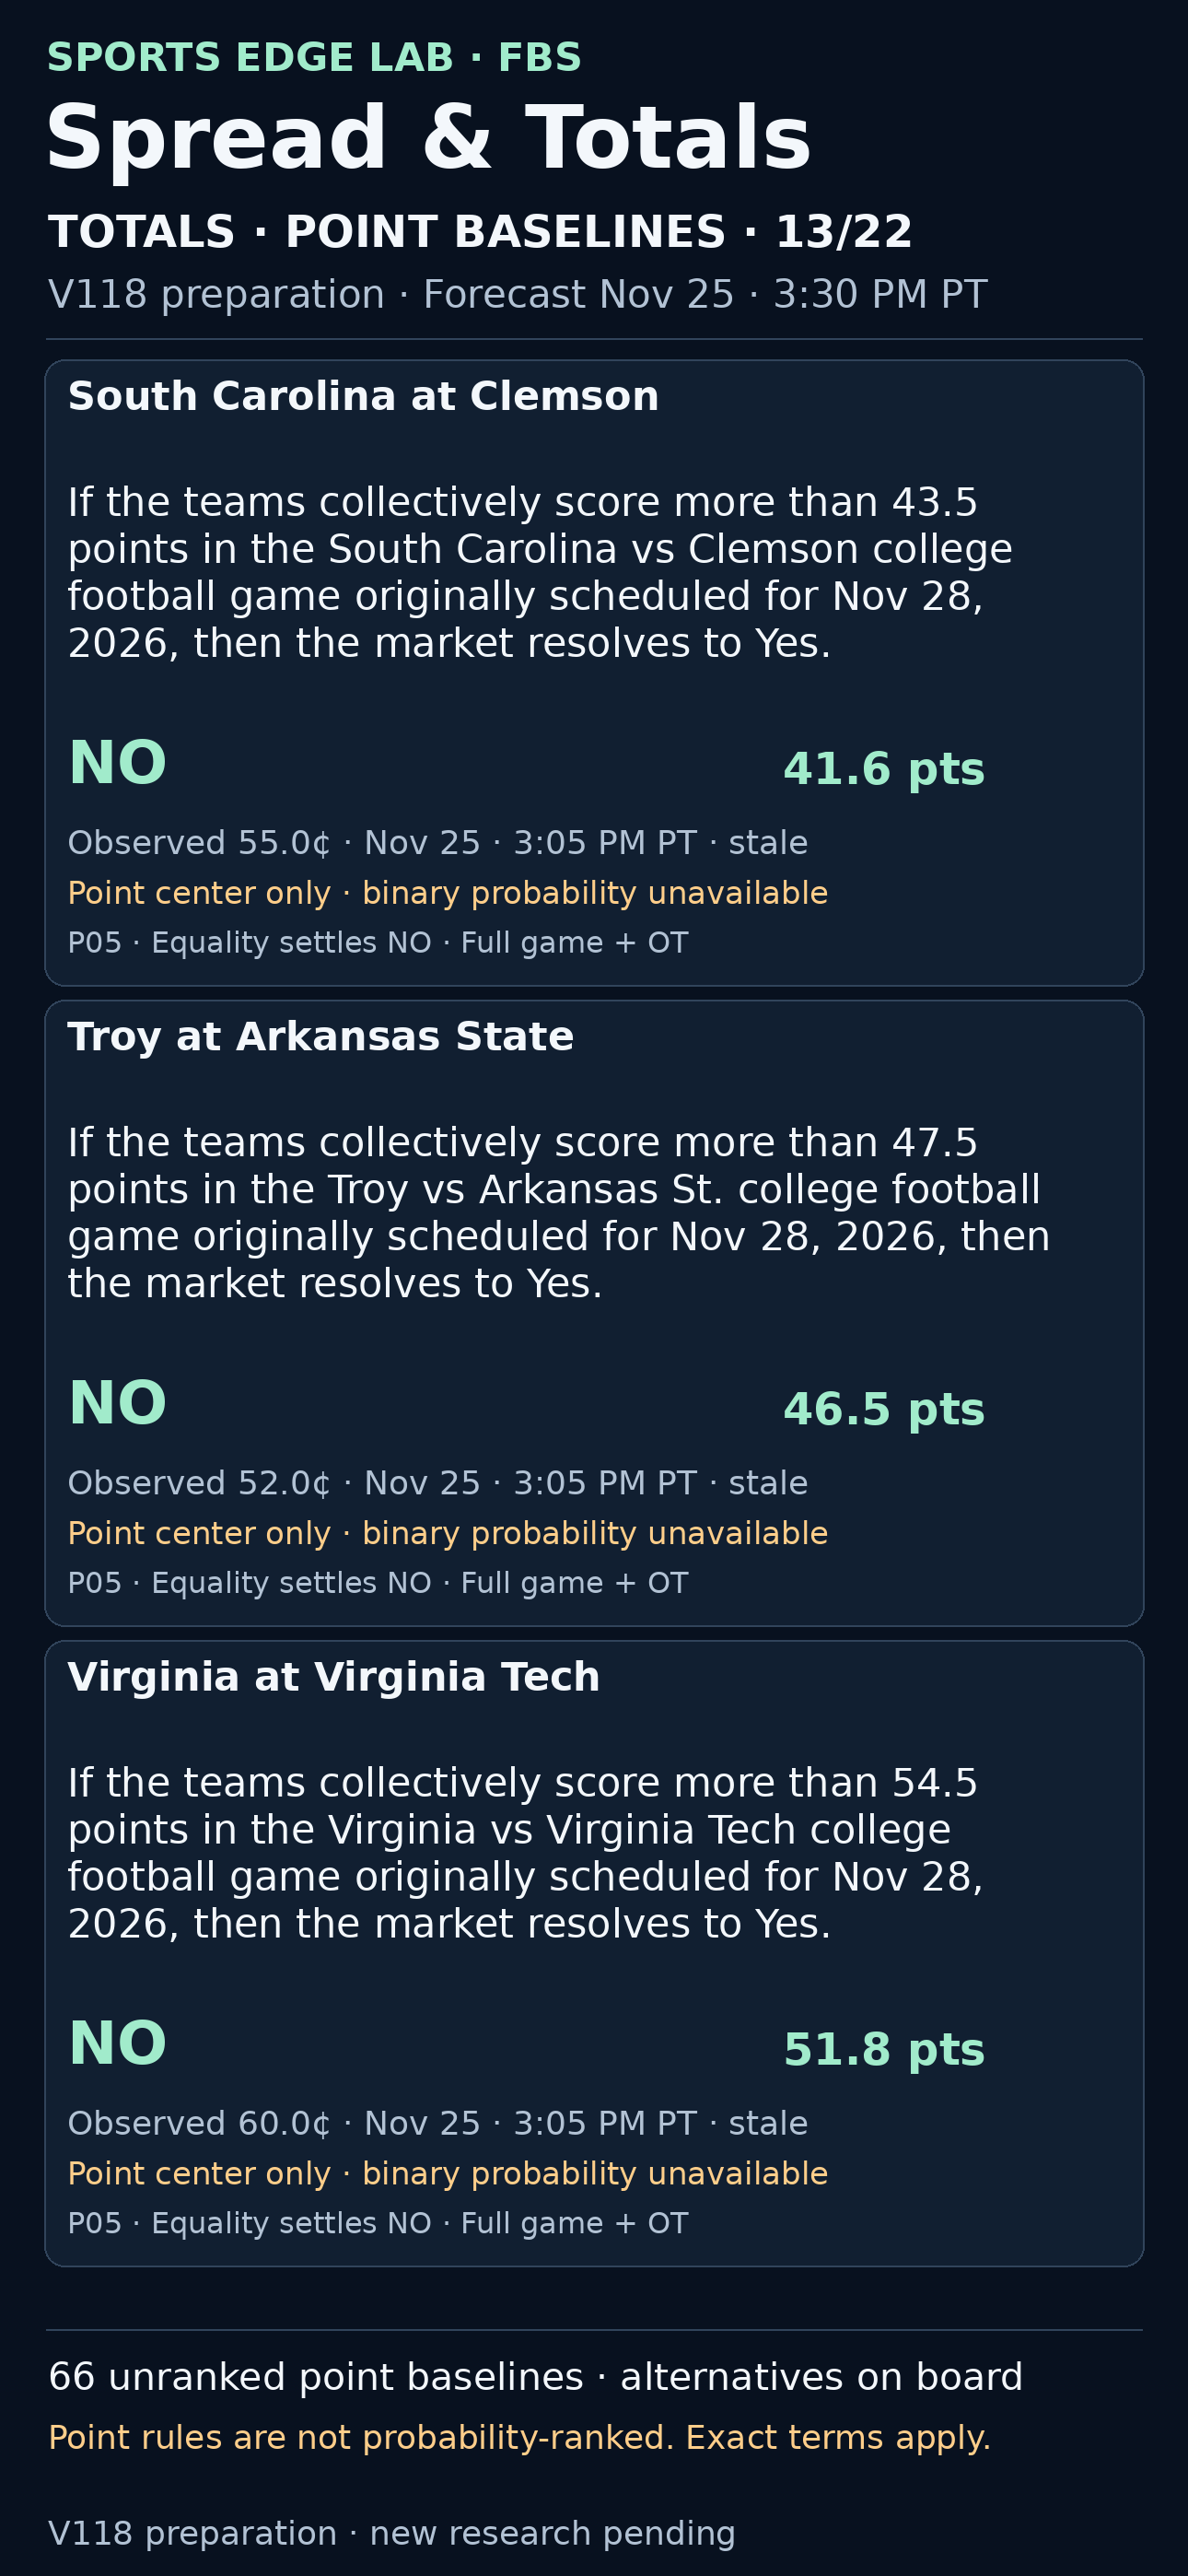 SPORTS EDGE LAB · FBS
Spread & Totals
TOTALS · POINT BASELINES · 13/22
V118 preparation · Forecast Nov 25 · 3:30 PM PT
South Carolina at Clemson
If the teams collectively score more than 43.5
points in the South Carolina vs Clemson college
football game originally scheduled for Nov 28,
2026, then the market resolves to Yes.
NO 41.6 pts
Observed 55.0¢ · Nov 25 · 3:05 PM PT · stale
Point center only · binary probability unavailable
P05 · Equality settles NO · Full game + OT
Troy at Arkansas State
If the teams collectively score more than 47.5
points in the Troy vs Arkansas St. college football
game originally scheduled for Nov 28, 2026, then
the market resolves to Yes.
NO 46.5 pts
Observed 52.0¢ · Nov 25 · 3:05 PM PT · stale
Point center only · binary probability unavailable
P05 · Equality settles NO · Full game + OT
Virginia at Virginia Tech
If the teams collectively score more than 54.5
points in the Virginia vs Virginia Tech college
football game originally scheduled for Nov 28,
2026, then the market resolves to Yes.
NO 51.8 pts
Observed 60.0¢ · Nov 25 · 3:05 PM PT · stale
Point center only · binary probability unavailable
P05 · Equality settles NO · Full game + OT
66 unranked point baselines · alternatives on board
Point rules are not probability-ranked. Exact terms apply.
V118 preparation · new research pending